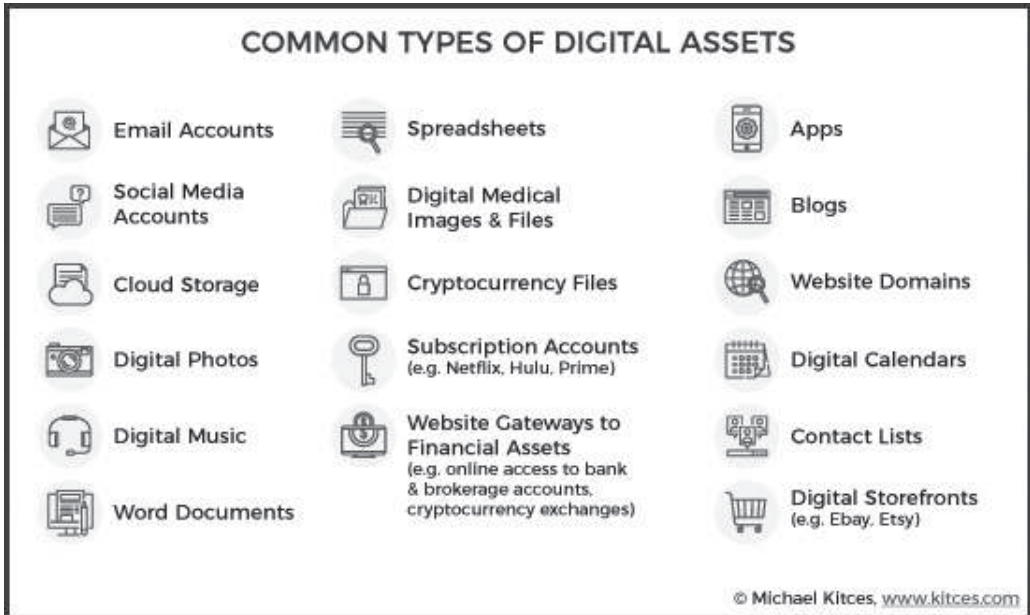 COMMON TYPES OF DIGITAL ASSETS
Email Accounts
Social Media
Accounts
Cloud Storage
Digital Photos
Digital Music
Word Documents
Spreadsheets
Digital Medical
Images & Files
Cryptocurrency Files
Subscription Accounts
(e.g. Netflix, Hulu, Prime)
Website Gateways to
Financial Assets
(e.g. online access to bank
& brokerage accounts,
cryptocurrency exchanges)
Apps
Blogs
Website Domains
Digital Calendars
Contact Lists
Digital Storefronts
(e.g. Ebay, Etsy)
© Michael Kitces, www.kitces.com